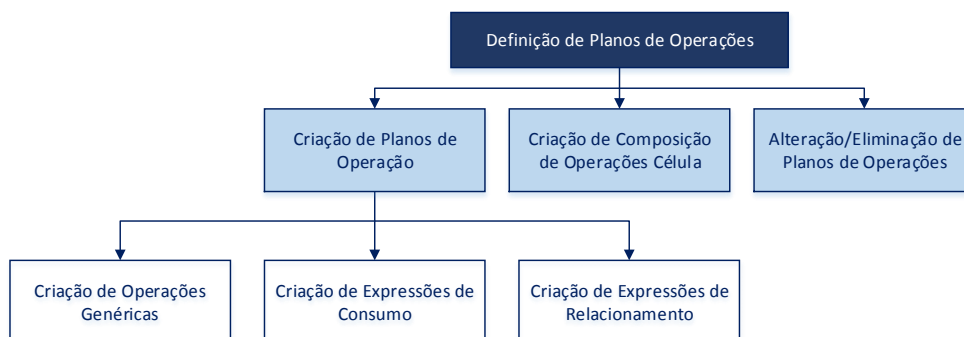 Definição de Planos de Operações
Criação de Planos de
Operação
Criação de Composição
de Operações Célula
Alteração/Eliminação de
Planos de Operações
Criação de Operações
Genéricas
Criação de Expressões de
Consumo
Criação de Expressões de
Relacionamento